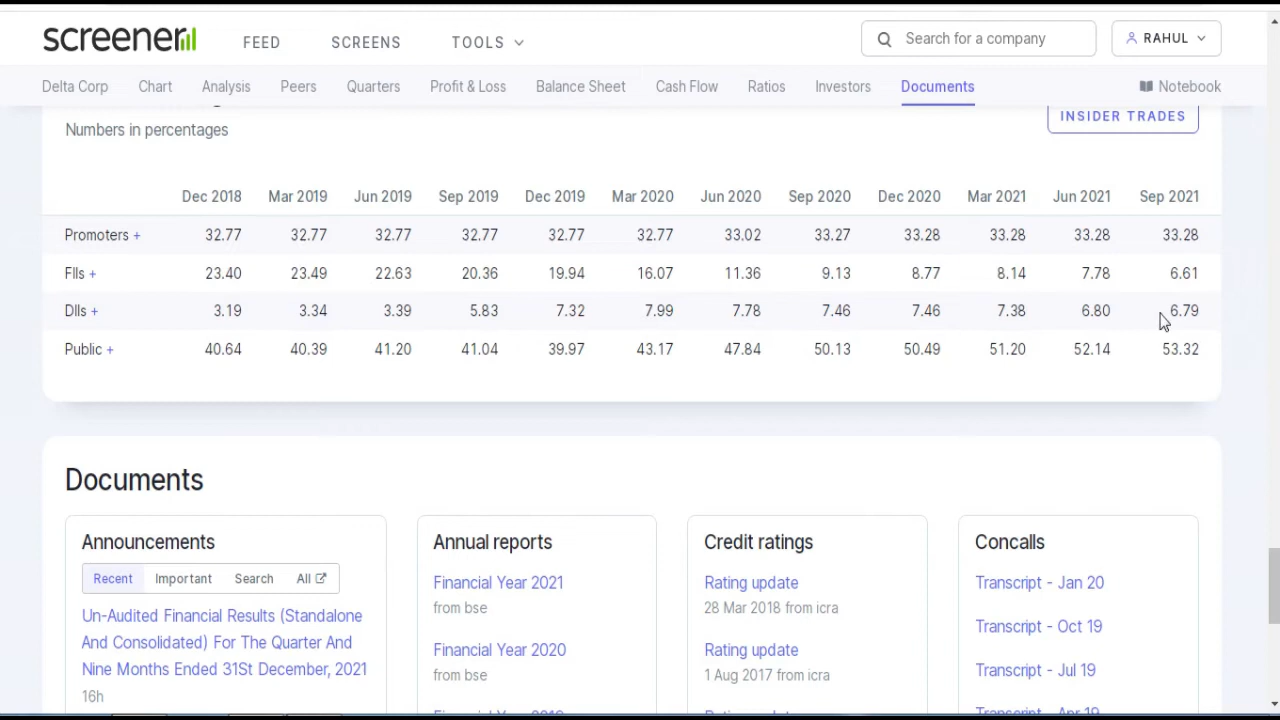 screener
FEED SCREENS TOOLS
Search for a company
RAHUL
Delta Corp Chart Analysis Peers Quarters Profit & Loss Balance Sheet Cash Flow Ratios Investors Documents Notebook
Numbers in percentages
INSIDER TRADES
Dec 2018 Mar 2019 Jun 2019 Sep 2019 Dec 2019 Mar 2020 Jun 2020 Sep 2020 Dec 2020 Mar 2021 Jun 2021 Sep 2021
Promoters + 32.77 32.77 32.77 32.77 32.77 32.77 33.02 33.27 33.28 33.28 33.28 33.28
FIIs + 23.40 23.49 22.63 20.36 19.94 16.07 11.36 9.13 8.77 8.14 7.78 6.61
DIIs + 3.19 3.34 3.39 5.83 7.32 7.99 7.78 7.46 7.46 7.38 6.80 6.79
Public + 40.64 40.39 41.20 41.04 39.97 43.17 47.84 50.13 50.49 51.20 52.14 53.32
Documents
Announcements
Recent Important Search All
Un-Audited Financial Results (Standalone
And Consolidated) For The Quarter And
Nine Months Ended 31St December, 2021
16h
Annual reports
Financial Year 2021
from bse
Financial Year 2020
from bse
Credit ratings
Rating update
28 Mar 2018 from icra
Rating update
1 Aug 2017 from icra
Concalls
Transcript - Jan 20
Transcript - Oct 19
Transcript - Jul 19